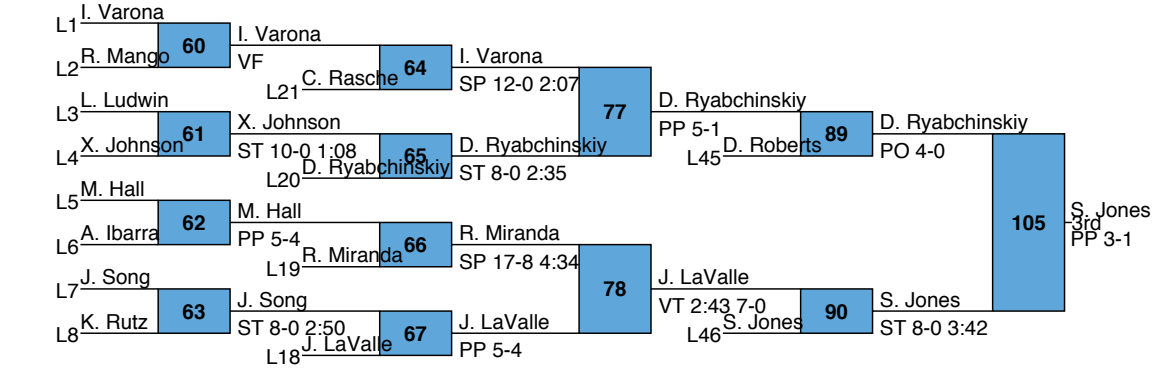 L1 I. Varona
L2 R. Mango
60
I. Varona
VF
L21 C. Rasche
64
I. Varona
SP 12-0 2:07
L3 L. Ludwin
L4 X. Johnson
61
X. Johnson
ST 10-0 1:08
L20 D. Ryabchinskiy
65
D. Ryabchinskiy
ST 8-0 2:35
77
D. Ryabchinskiy
PP 5-1
L45 D. Roberts
89
D. Ryabchinskiy
PO 4-0
L5 M. Hall
L6 A. Ibarra
62
M. Hall
PP 5-4
L19 R. Miranda
66
R. Miranda
SP 17-8 4:34
L7 J. Song
L8 K. Rutz
63
J. Song
ST 8-0 2:50
L18 J. LaValle
67
J. LaValle
PP 5-4
78
J. LaValle
VT 2:43 7-0
L46 S. Jones
90
S. Jones
ST 8-0 3:42
105
S. Jones
3rd
PP 3-1